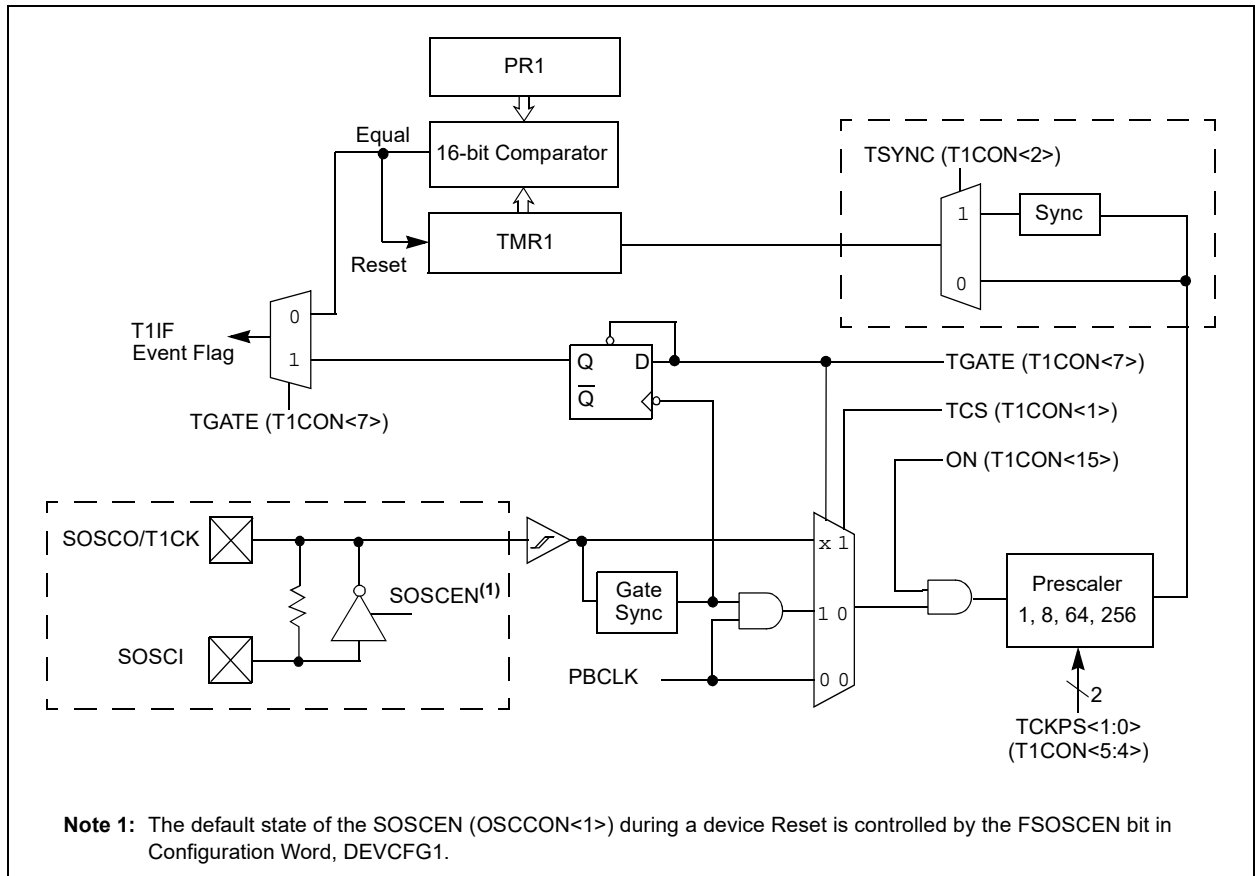 PR1
Equal
16-bit Comparator
TSYNC (T1CON<2>)
1
Sync
TMR1
Reset
0
0
T1IF
Event Flag
1
Q D
Q̅
TGATE (T1CON<7>)
TGATE (T1CON<7>)
TCS (T1CON<1>)
ON (T1CON<15>)
SOSCO/T1CK
x 1
SOSCEN(1)
Gate
Sync
1 0
Prescaler
1, 8, 64, 256
SOSCI
PBCLK
0 0
2
TCKPS<1:0>
(T1CON<5:4>)
Note 1: The default state of the SOSCEN (OSCCON<1>) during a device Reset is controlled by the FSOSCEN bit in
Configuration Word, DEVCFG1.